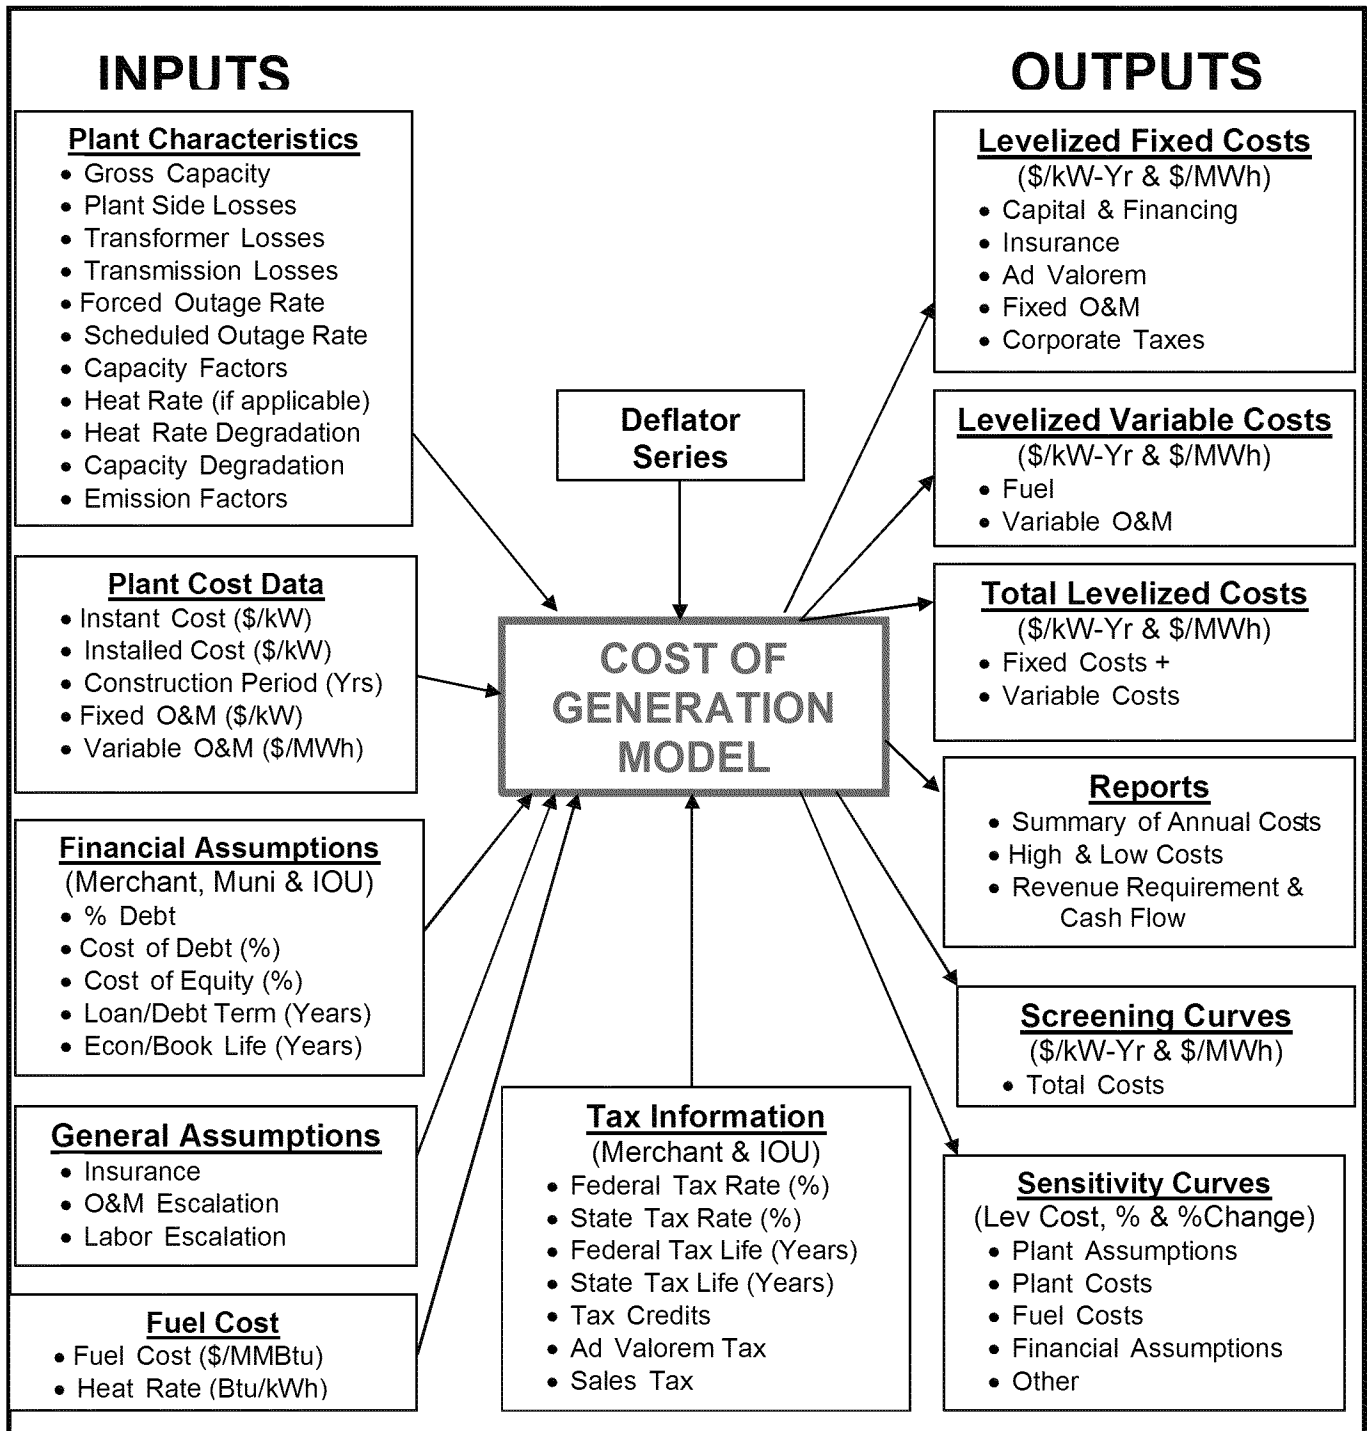 INPUTS
Plant Characteristics
• Gross Capacity
• Plant Side Losses
• Transformer Losses
• Transmission Losses
• Forced Outage Rate
• Scheduled Outage Rate
• Capacity Factors
• Heat Rate (if applicable)
• Heat Rate Degradation
• Capacity Degradation
• Emission Factors
Plant Cost Data
• Instant Cost ($/kW)
• Installed Cost ($/kW)
• Construction Period (Yrs)
• Fixed O&M ($/kW)
• Variable O&M ($/MWh)
Financial Assumptions
(Merchant, Muni & IOU)
• % Debt
• Cost of Debt (%)
• Cost of Equity (%)
• Loan/Debt Term (Years)
• Econ/Book Life (Years)
General Assumptions
• Insurance
• O&M Escalation
• Labor Escalation
Fuel Cost
• Fuel Cost ($/MMBtu)
• Heat Rate (Btu/kWh)
Deflator
Series
COST OF
GENERATION
MODEL
Tax Information
(Merchant & IOU)
• Federal Tax Rate (%)
• State Tax Rate (%)
• Federal Tax Life (Years)
• State Tax Life (Years)
• Tax Credits
• Ad Valorem Tax
• Sales Tax
OUTPUTS
Levelized Fixed Costs
($/kW-Yr & $/MWh)
• Capital & Financing
• Insurance
• Ad Valorem
• Fixed O&M
• Corporate Taxes
Levelized Variable Costs
($/kW-Yr & $/MWh)
• Fuel
• Variable O&M
Total Levelized Costs
($/kW-Yr & $/MWh)
• Fixed Costs +
• Variable Costs
Reports
• Summary of Annual Costs
• High & Low Costs
• Revenue Requirement &
Cash Flow
Screening Curves
($/kW-Yr & $/MWh)
• Total Costs
Sensitivity Curves
(Lev Cost, % & %Change)
• Plant Assumptions
• Plant Costs
• Fuel Costs
• Financial Assumptions
• Other